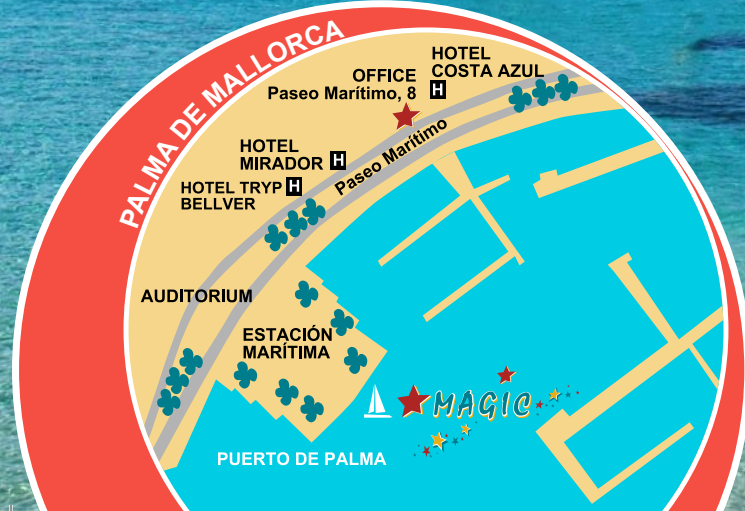 PALMA DE MALLORCA
HOTEL
COSTA AZUL
H
OFFICE
Paseo Marítimo, 8
HOTEL
MIRADOR
H
Paseo Marítimo
HOTEL TRYP
BELLVER
H
AUDITORIUM
ESTACIÓN
MARÍTIMA
MAGIC
PUERTO DE PALMA